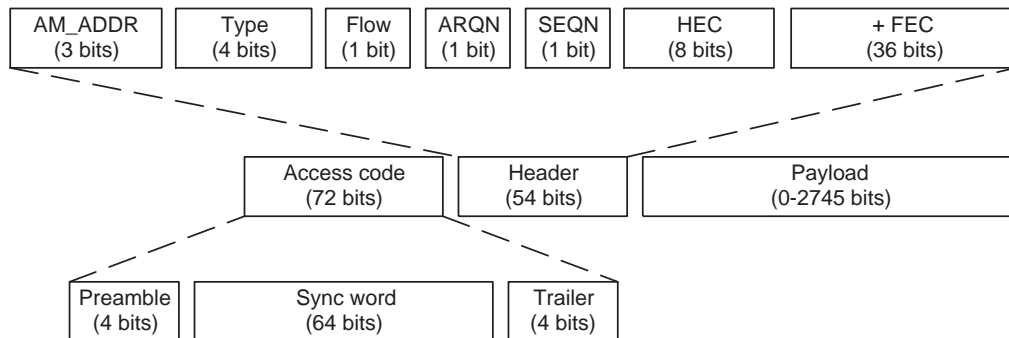 AM_ADDR
(3 bits)
Type
(4 bits)
Flow
(1 bit)
ARQN
(1 bit)
SEQN
(1 bit)
HEC
(8 bits)
+ FEC
(36 bits)
Access code
(72 bits)
Header
(54 bits)
Payload
(0-2745 bits)
Preamble
(4 bits)
Sync word
(64 bits)
Trailer
(4 bits)